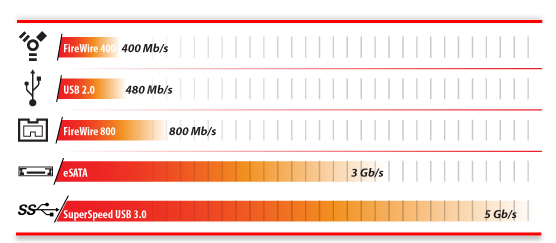 FireWire 400 400 Mb/s
USB 2.0 480 Mb/s
FireWire 800 800 Mb/s
eSATA 3 Gb/s
SS SuperSpeed USB 3.0 5 Gb/s